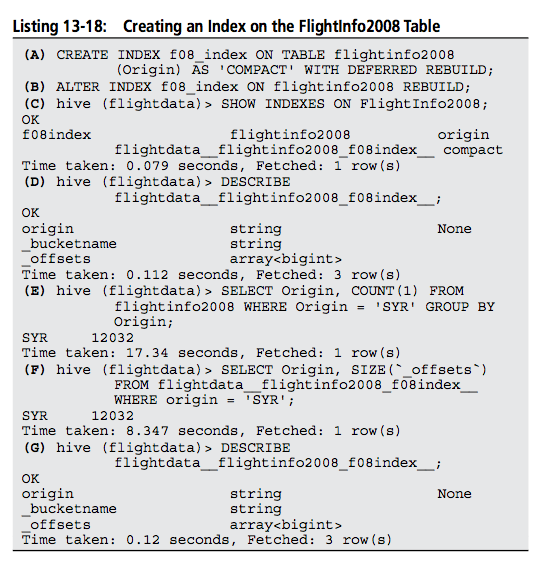 Listing 13-18: Creating an Index on the FlightInfo2008 Table
(A) CREATE INDEX f08_index ON TABLE flightinfo2008
(Origin) AS 'COMPACT' WITH DEFERRED REBUILD;
(B) ALTER INDEX f08_index ON flightinfo2008 REBUILD;
(C) hive (flightdata)> SHOW INDEXES ON FlightInfo2008;
OK
f08index flightinfo2008 origin
flightdata__flightinfo2008_f08index__ compact
Time taken: 0.079 seconds, Fetched: 1 row(s)
(D) hive (flightdata)> DESCRIBE
flightdata__flightinfo2008_f08index__;
OK
origin string None
_bucketname string
_offsets array<bigint>
Time taken: 0.112 seconds, Fetched: 3 row(s)
(E) hive (flightdata)> SELECT Origin, COUNT(1) FROM
flightinfo2008 WHERE Origin = 'SYR' GROUP BY
Origin;
SYR 12032
Time taken: 17.34 seconds, Fetched: 1 row(s)
(F) hive (flightdata)> SELECT Origin, SIZE(`_offsets`)
FROM flightdata__flightinfo2008_f08index__
WHERE origin = 'SYR';
SYR 12032
Time taken: 8.347 seconds, Fetched: 1 row(s)
(G) hive (flightdata)> DESCRIBE
flightdata__flightinfo2008_f08index__;
OK
origin string None
_bucketname string
_offsets array<bigint>
Time taken: 0.12 seconds, Fetched: 3 row(s)